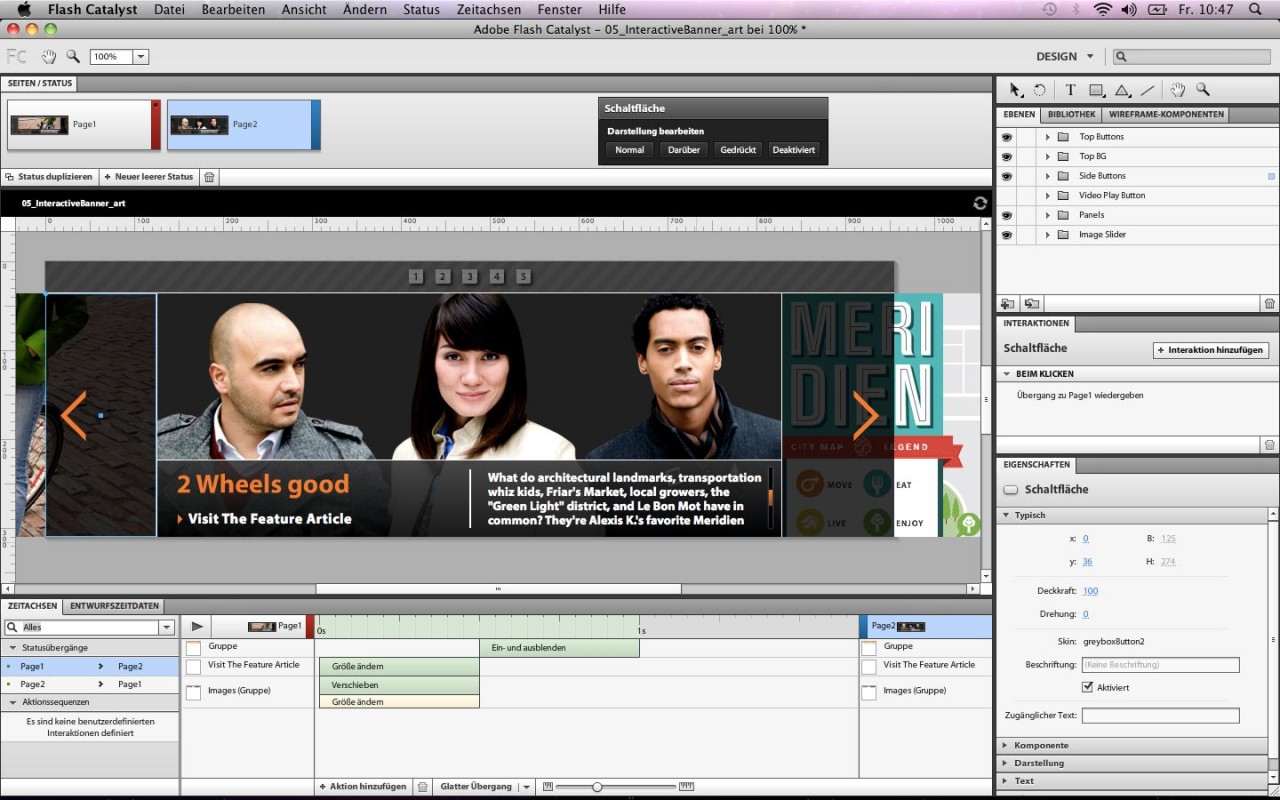 Flash Catalyst Datei Bearbeiten Ansicht Ändern Status Zeitachsen Fenster Hilfe Fr. 10:47
Adobe Flash Catalyst – 05_InteractiveBanner_art bei 100% *
FC 100% DESIGN
SEITEN / STATUS
Page1 Page2
Schaltfläche
Darstellung bearbeiten
Normal Darüber Gedrückt Deaktiviert
Status duplizieren + Neuer leerer Status
05_InteractiveBanner_art
0 100 200 300 400 500 600 700 800 900 1000
0
100
200
300
1 2 3 4 5
MERI
DIEN
CITY MAP LEGEND
MOVE EAT
LIVE ENJOY
2 Wheels good
Visit The Feature Article
What do architectural landmarks, transportation
whiz kids, Friar's Market, local growers, the
"Green Light" district, and Le Bon Mot have in
common? They're Alexis K.'s favorite Meridien
T
EBENEN BIBLIOTHEK WIREFRAME-KOMPONENTEN
Top Buttons
Top BG
Side Buttons
Video Play Button
Panels
Image Slider
INTERAKTIONEN
Schaltfläche + Interaktion hinzufügen
BEIM KLICKEN
Übergang zu Page1 wiedergeben
EIGENSCHAFTEN
Schaltfläche
Typisch
x: 0 B: 125
y: 36 H: 274
Deckkraft: 100
Drehung: 0
Skin: greyboxButton2
Beschriftung: (Keine Beschriftung)
Aktiviert
Zugänglicher Text:
Komponente
Darstellung
Text
ZEITACHSEN ENTWURFSZEITDATEN
Alles
Statusübergänge
Page1 Page2
Page2 Page1
Aktionssequenzen
Es sind keine benutzerdefinierten
Interaktionen definiert
Page1 0s 1s Page2
Gruppe Ein- und ausblenden Gruppe
Visit The Feature Article Größe ändern Visit The Feature Article
Images (Gruppe) Verschieben Images (Gruppe)
Größe ändern
+ Aktion hinzufügen Glatter Übergang